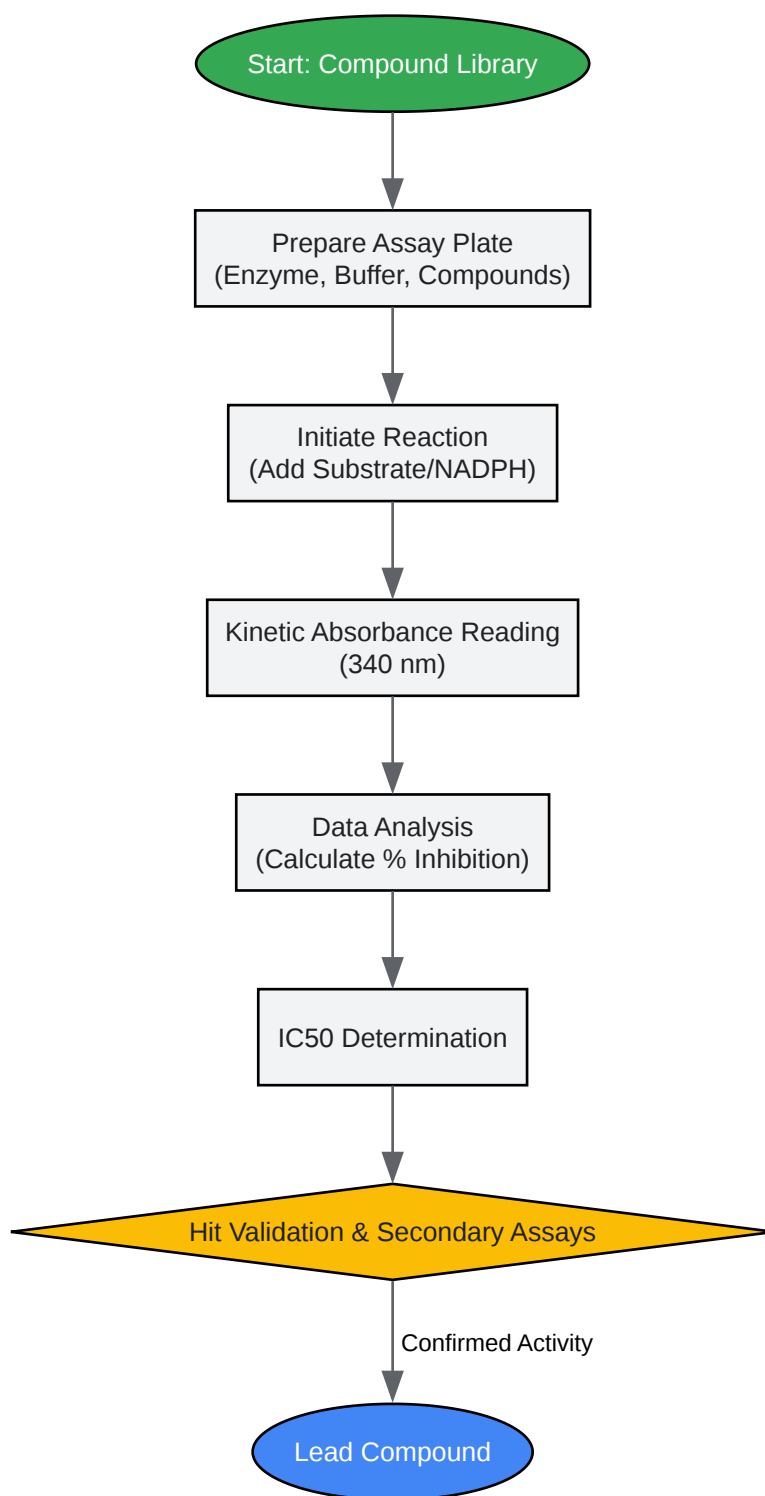 Start: Compound Library
Prepare Assay Plate
(Enzyme, Buffer, Compounds)
Initiate Reaction
(Add Substrate/NADPH)
Kinetic Absorbance Reading
(340 nm)
Data Analysis
(Calculate % Inhibition)
IC50 Determination
Hit Validation & Secondary Assays
Confirmed Activity
Lead Compound